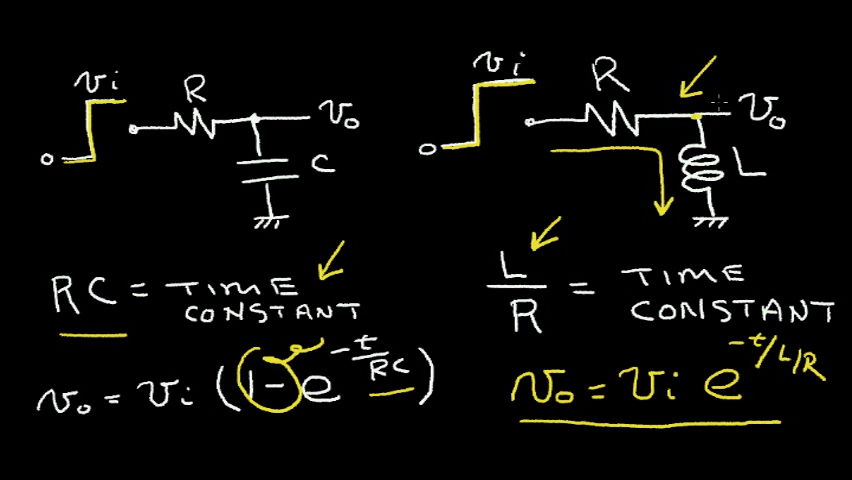 vi
R
vo
C
o
RC = TIME CONSTANT
vo = vi (1-e^-t/RC)
vi
R
vo
L
o
L/R = TIME CONSTANT
vo = vi e^-t/L/R